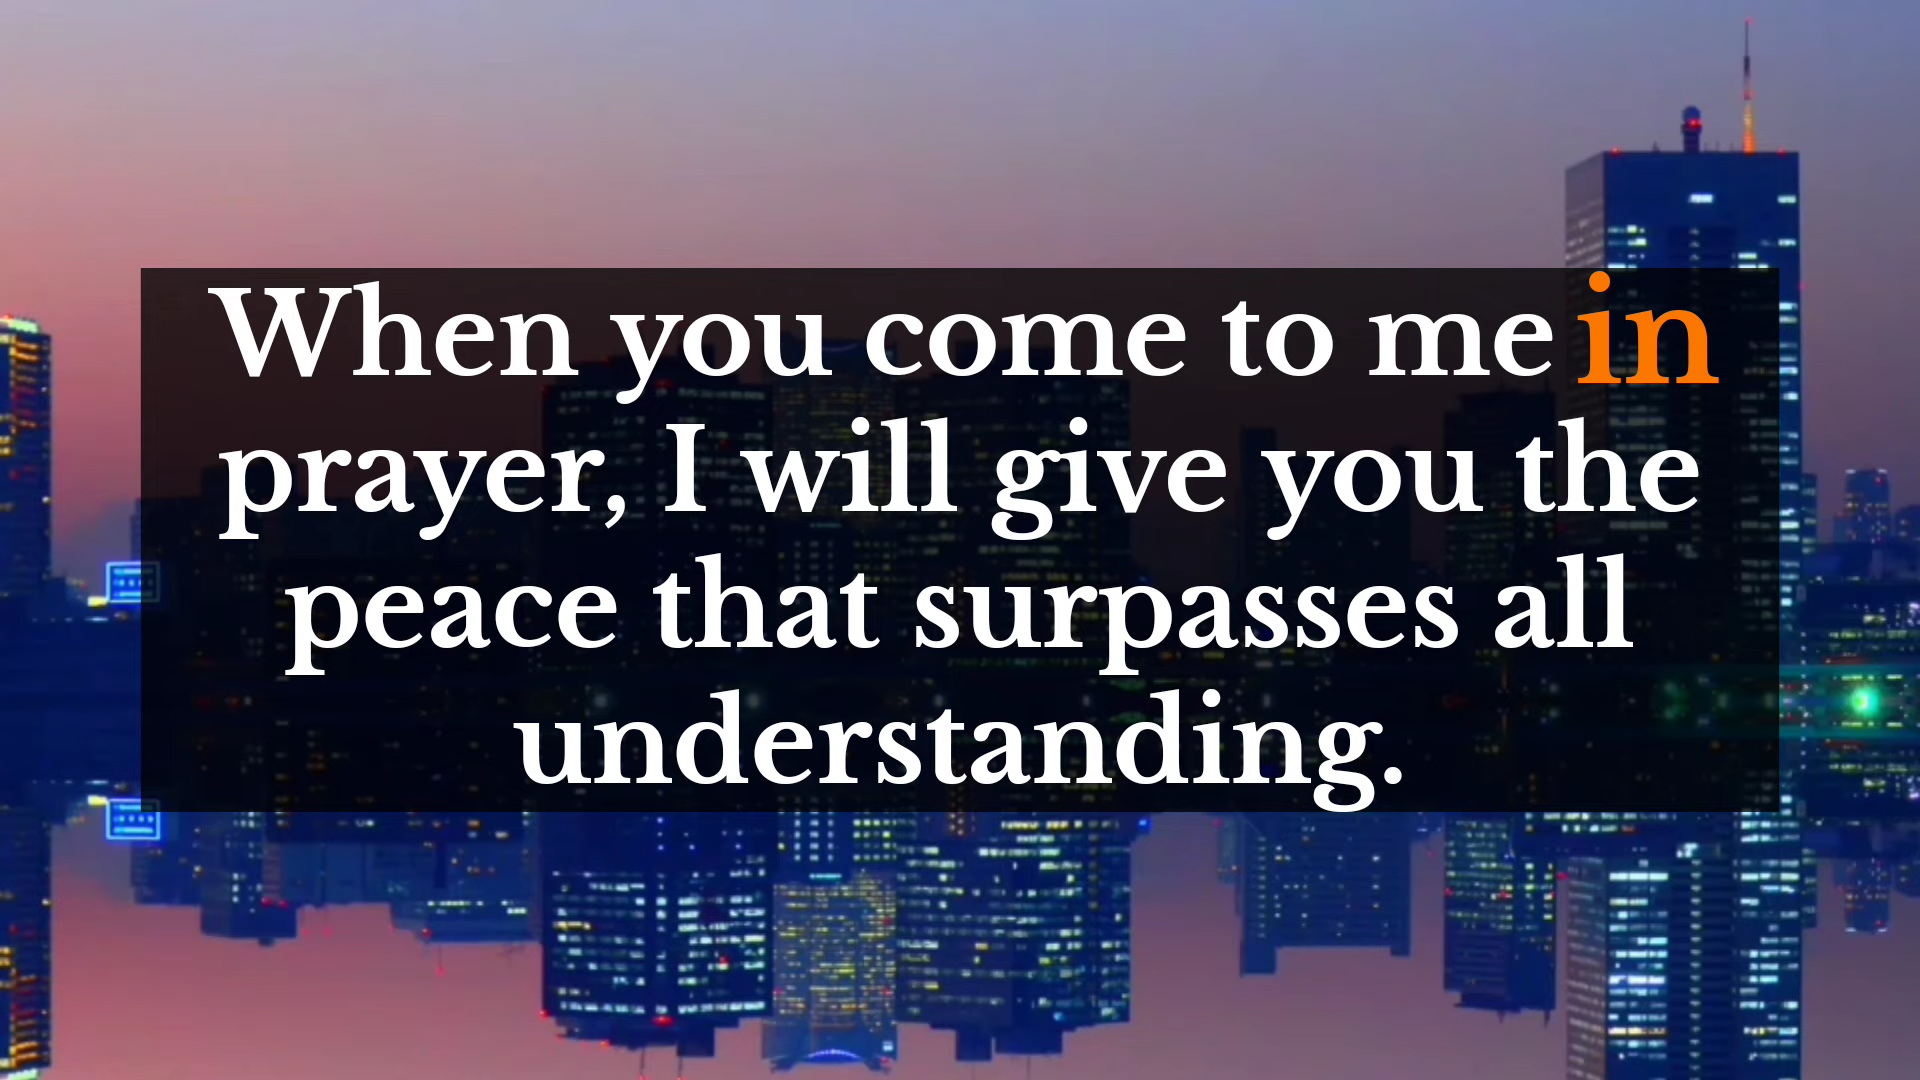 When you come to me in
prayer, I will give you the
peace that surpasses all
understanding.